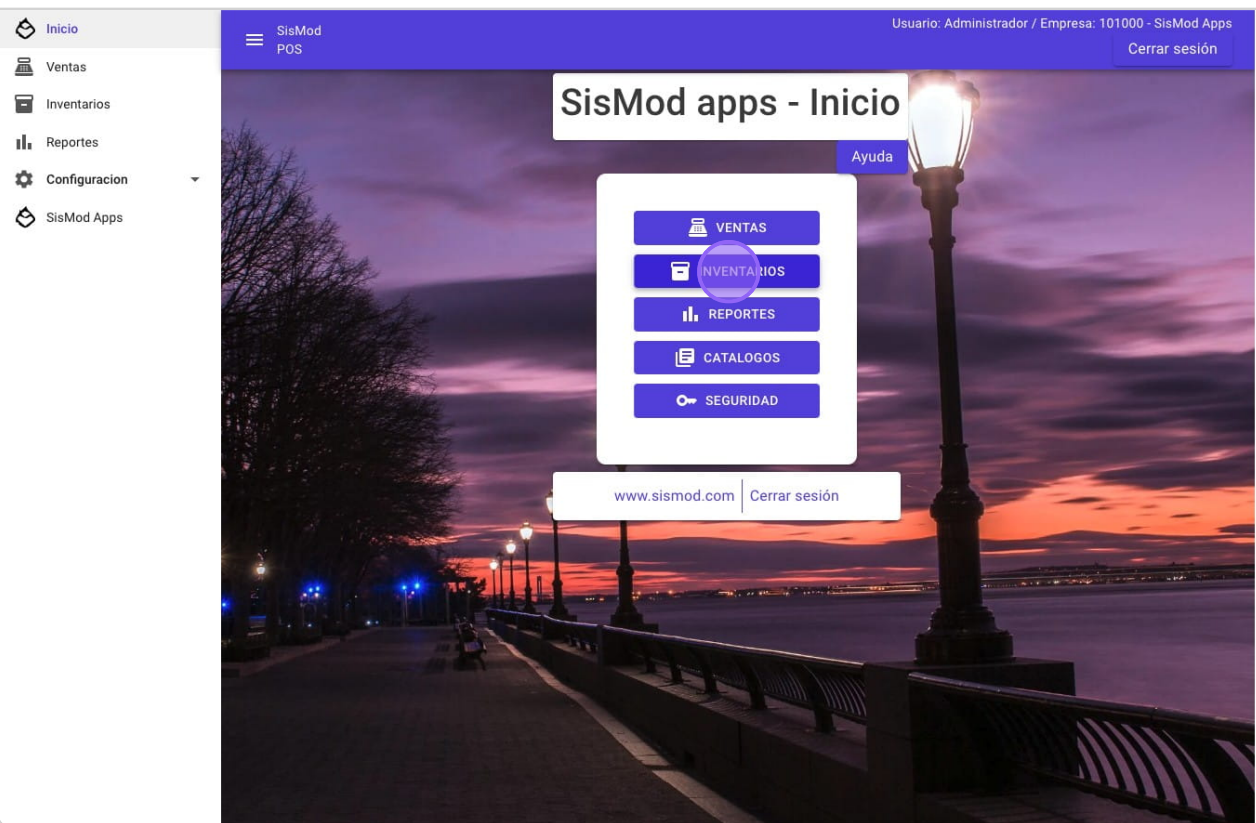 Inicio
Ventas
Inventarios
Reportes
Configuracion
SisMod Apps
SisMod
POS
Usuario: Administrador / Empresa: 101000 - SisMod Apps
Cerrar sesión
SisMod apps - Inicio
Ayuda
VENTAS
INVENTARIOS
REPORTES
CATALOGOS
SEGURIDAD
www.sismod.com Cerrar sesión